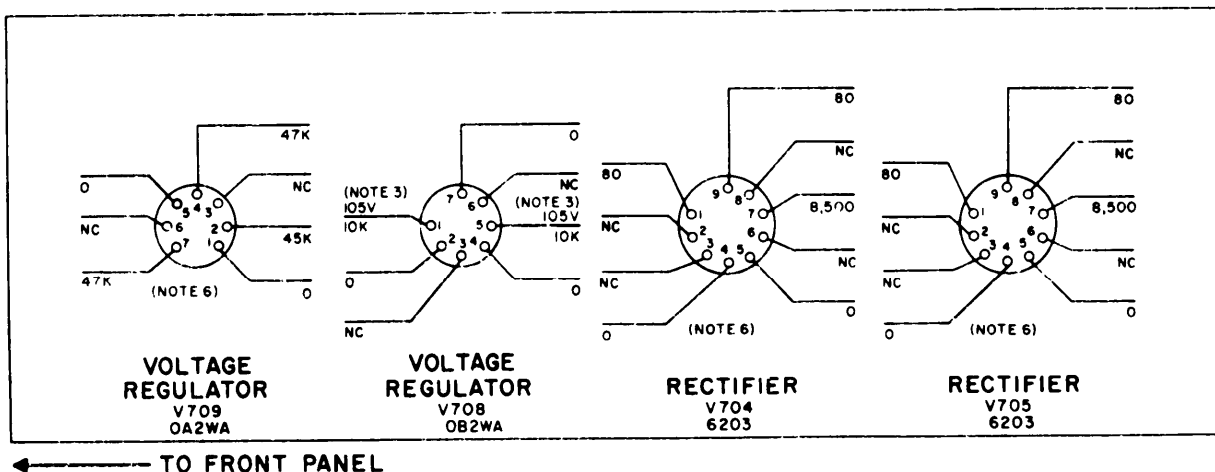 47K
0
NC
NC
45K
47K
0
5 4 3
6 2
7 1
(NOTE 6)
VOLTAGE
REGULATOR
V709
OA2WA
0
(NOTE 3)
105V
10K
NC
(NOTE 3)
105V
10K
0
0
NC
7 6
1 5
2 3 4
VOLTAGE
REGULATOR
V708
OB2WA
80
NC
80
8,500
NC
NC
NC
0
0
9 8
1 7
2 6
3 4 5
(NOTE 6)
RECTIFIER
V704
6203
80
NC
80
8,500
NC
NC
NC
0
0
9 8
1 7
2 6
3 4 5
(NOTE 6)
RECTIFIER
V705
6203
TO FRONT PANEL